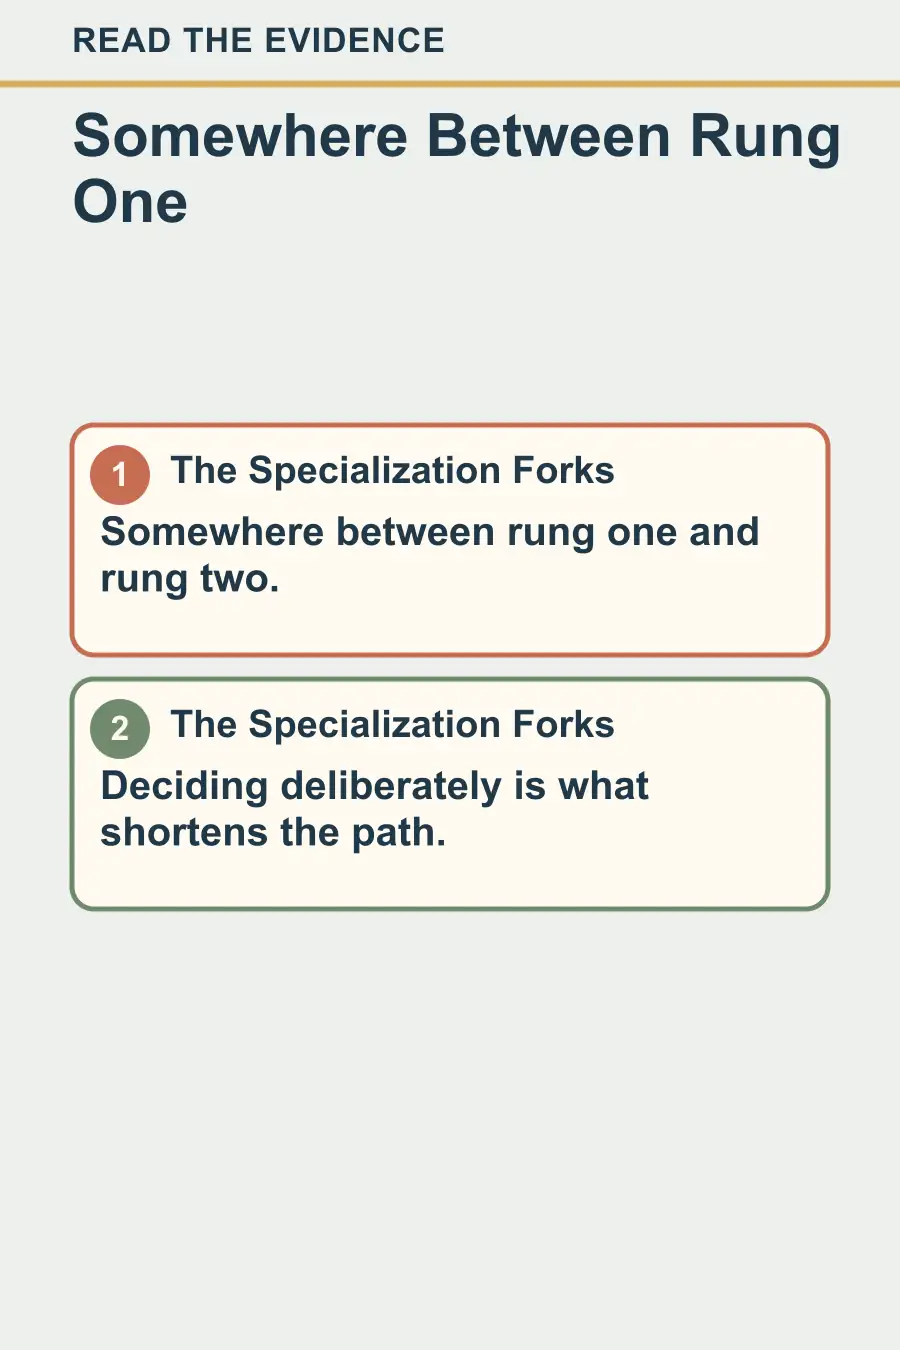 READ THE EVIDENCE
Somewhere Between Rung
One
1 The Specialization Forks
Somewhere between rung one and
rung two.
2 The Specialization Forks
Deciding deliberately is what
shortens the path.